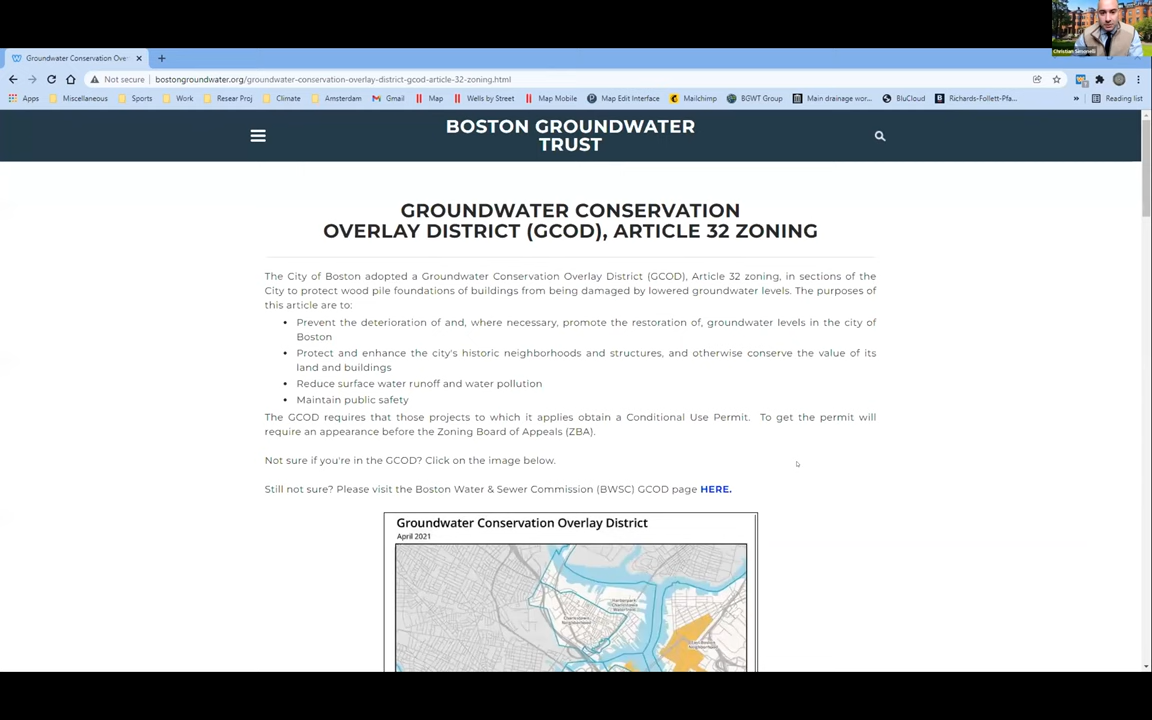 Christian Simonelli
Groundwater Conservation Over
Not secure | bostongroundwater.org/groundwater-conservation-overlay-district-gcod-article-32-zoning.html
Apps Miscellaneous Sports Work Resear Proj Climate Amsterdam Gmail Map Wells by Street Map Mobile Map Edit Interface Mailchimp BGWT Group Main drainage wor... BluCloud Richards-Follett-Pfa... » Reading list
BOSTON GROUNDWATER
TRUST
GROUNDWATER CONSERVATION
OVERLAY DISTRICT (GCOD), ARTICLE 32 ZONING
The City of Boston adopted a Groundwater Conservation Overlay District (GCOD), Article 32 zoning, in sections of the
City to protect wood pile foundations of buildings from being damaged by lowered groundwater levels. The purposes of
this article are to:
• Prevent the deterioration of and, where necessary, promote the restoration of, groundwater levels in the city of
Boston
• Protect and enhance the city's historic neighborhoods and structures, and otherwise conserve the value of its
land and buildings
• Reduce surface water runoff and water pollution
• Maintain public safety
The GCOD requires that those projects to which it applies obtain a Conditional Use Permit. To get the permit will
require an appearance before the Zoning Board of Appeals (ZBA).
Not sure if you're in the GCOD? Click on the image below.
Still not sure? Please visit the Boston Water & Sewer Commission (BWSC) GCOD page HERE.
Groundwater Conservation Overlay District
April 2021
Charlestown
Neighborhood